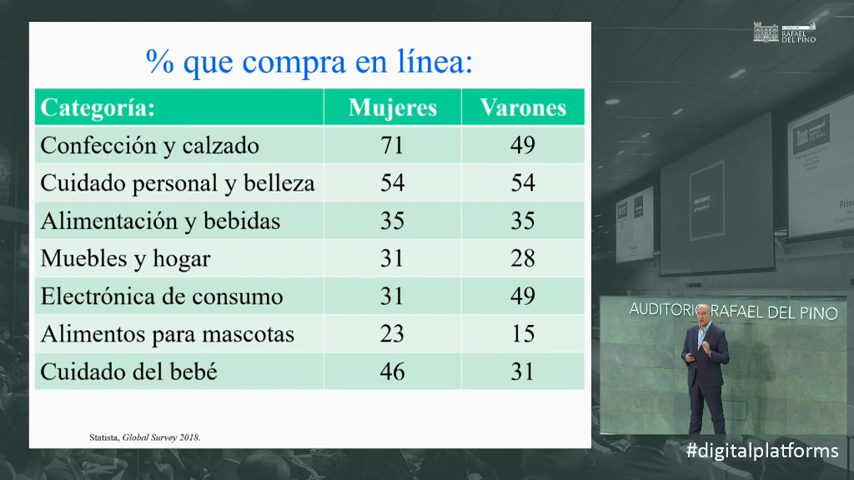 % que compra en línea:
Categoría: Mujeres Varones
Confección y calzado 71 49
Cuidado personal y belleza 54 54
Alimentación y bebidas 35 35
Muebles y hogar 31 28
Electrónica de consumo 31 49
Alimentos para mascotas 23 15
Cuidado del bebé 46 31
Statista, Global Survey 2018.
RAFAEL
DEL PINO
AUDITORIO RAFAEL DEL PINO
#digitalplatforms